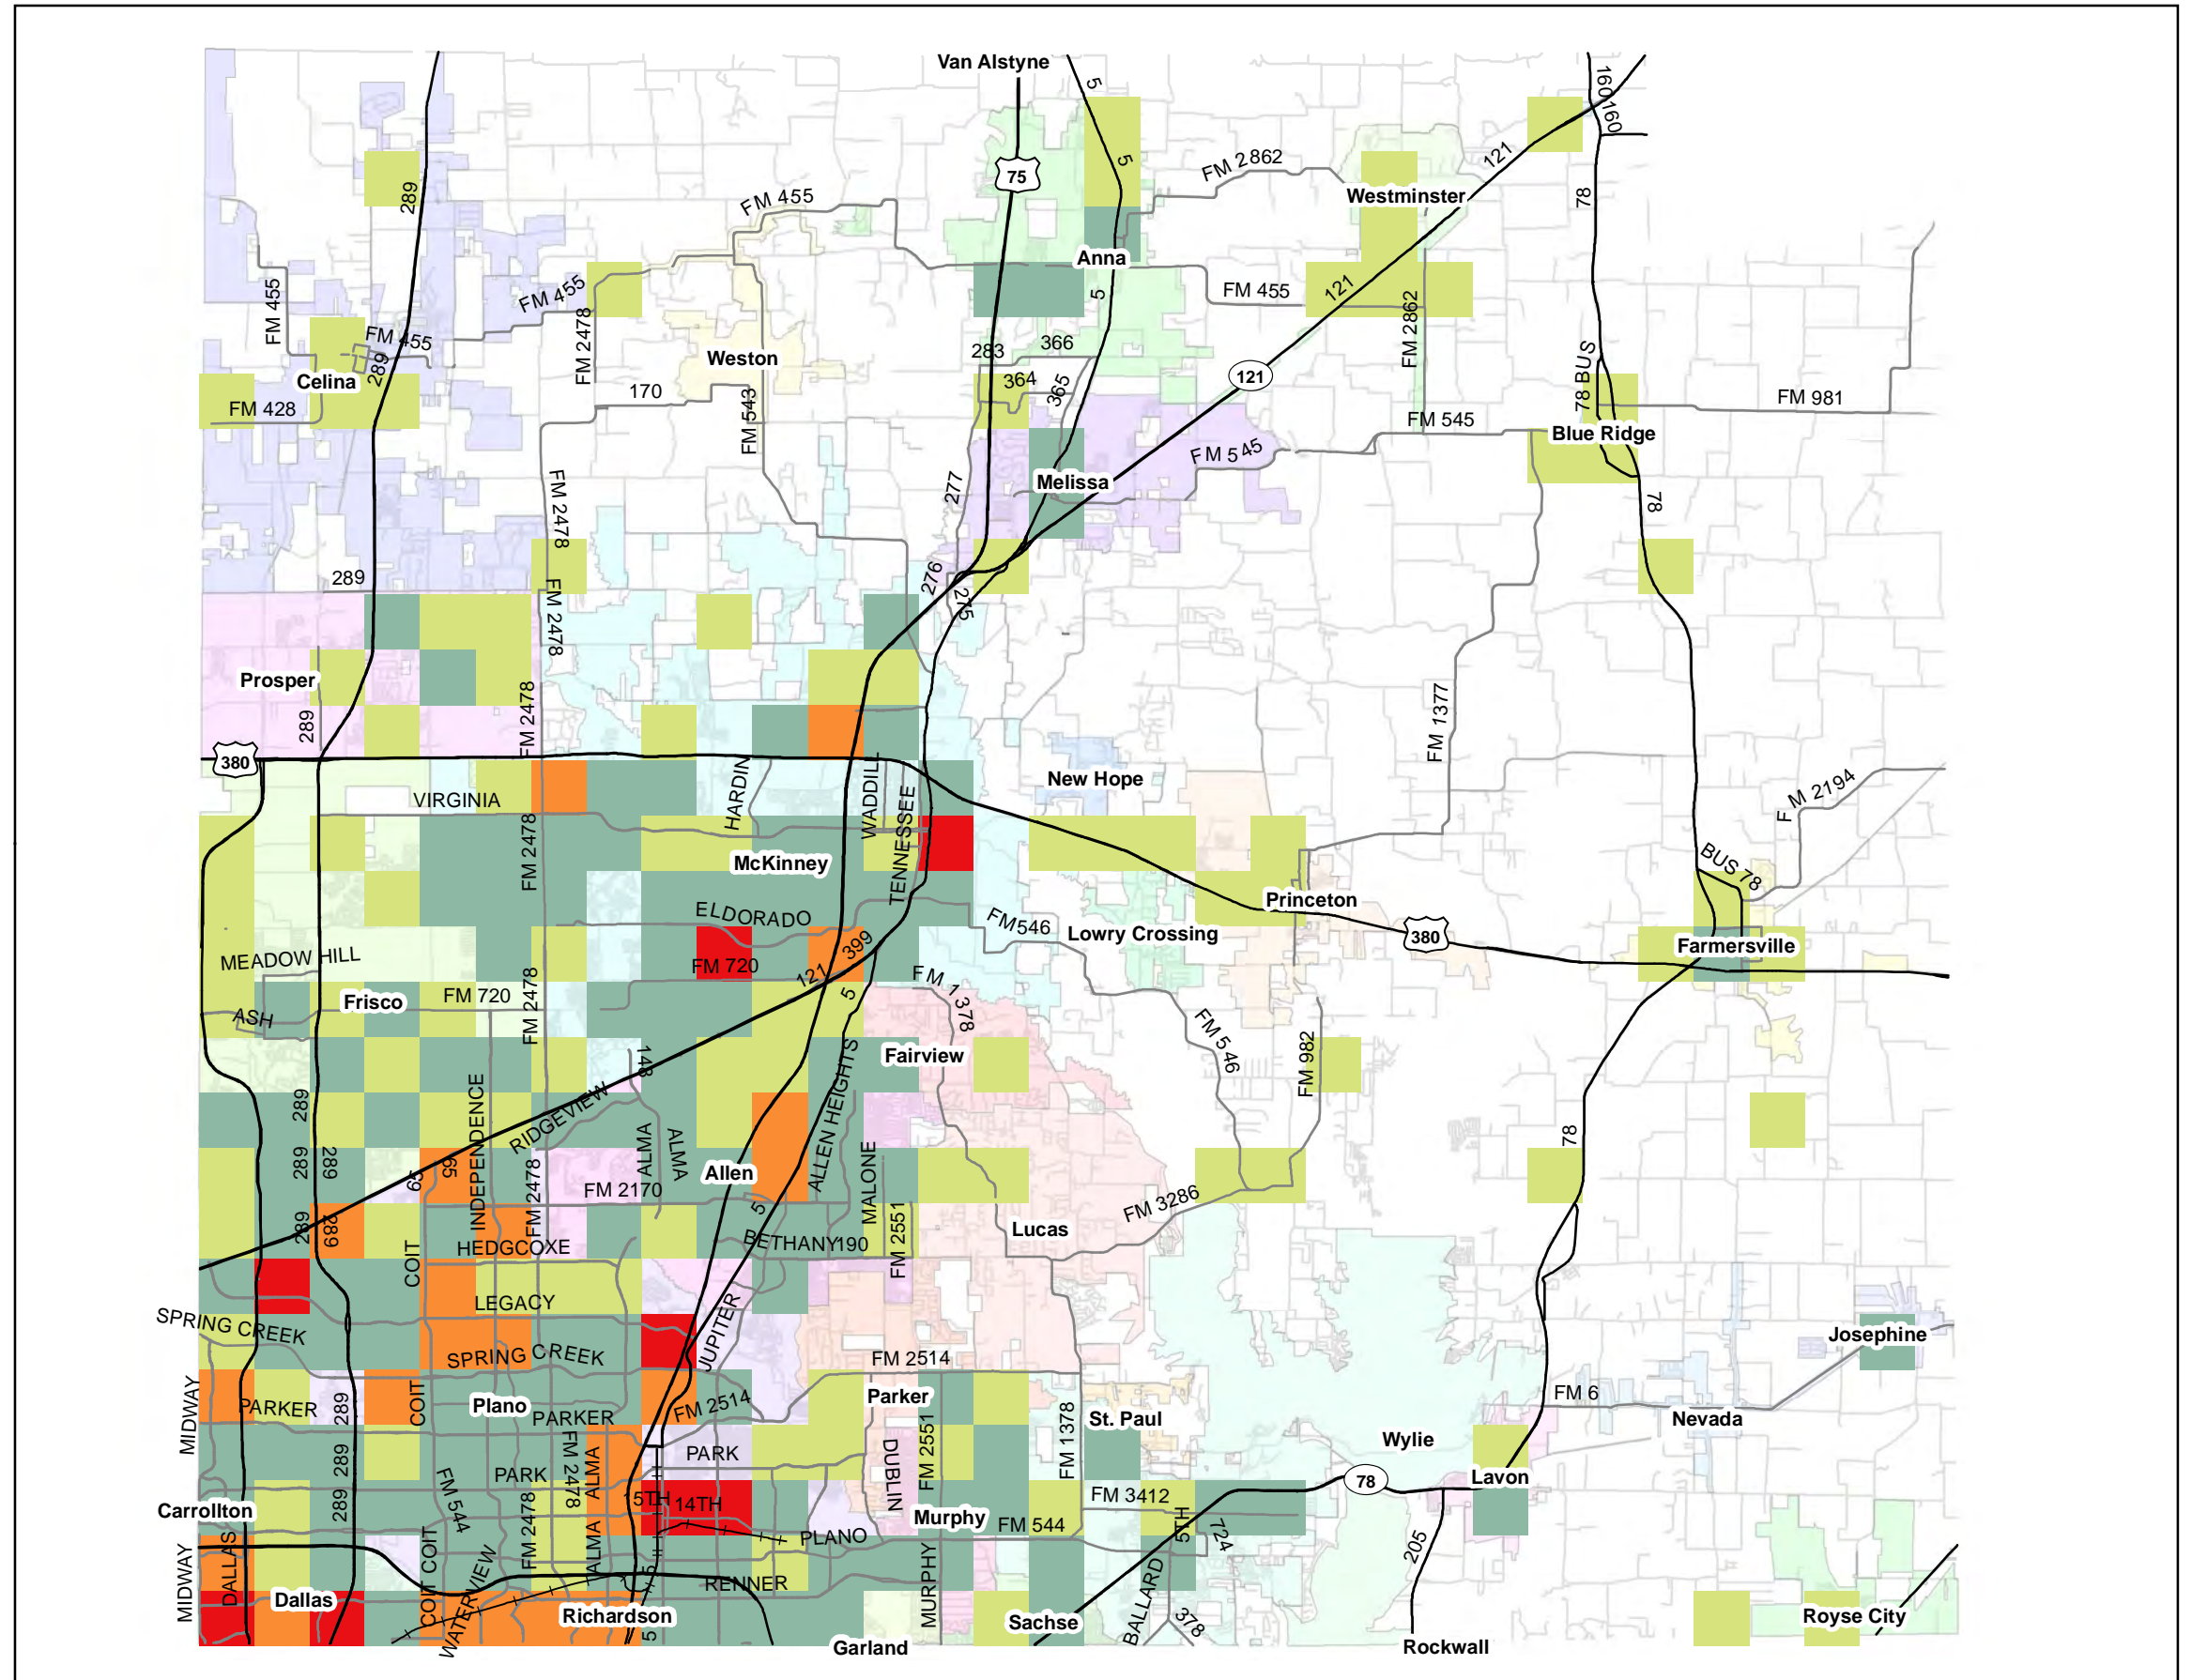 Van Alstyne
5
160
160
75
5
121
FM 2862
Westminster
78
289
FM 455
Anna
FM 455
FM 455
5
FM 455
121
FM 2862
FM 2478
FM 455
289
283
366
Weston
78 BUS
Celina
364
365
121
170
FM 981
FM 428
FM 543
FM 545
Blue Ridge
FM 545
277
Melissa
FM 2478
78
289
276
275
FM 2478
Prosper
FM 2478
FM 1377
289
380
New Hope
HARDIN
WADDILL
VIRGINIA
TENNESSEE
FM 2194
FM 2478
McKinney
BUS 78
ELDORADO
Princeton
FM546
Lowry Crossing
380
Farmersville
399
MEADOW HILL
FM 720
121
FM 1378
FM 2478
Frisco
FM 720
5
ASH
FM 546
Fairview
148
FM 982
289
INDEPENDENCE
RIDGEVIEW
ALLEN HEIGHTS
78
289
289
65
59
ALMA
ALMA
Allen
MALONE
FM 2478
FM 2170
FM 3286
5
289
289
Lucas
FM 2551
HEDGCOXE
BETHANY
190
COIT
LEGACY
JUPITER
SPRING CREEK
Josephine
SPRING CREEK
FM 2514
MIDWAY
PARKER
289
COIT
Plano
PARKER
FM 2514
Parker
FM 6
Nevada
St. Paul
FM 2551
FM 1378
Wylie
289
FM 544
PARK
FM 2478
ALMA
PARK
DUBLIN
Lavon
78
Carrollton
289
15TH
14TH
FM 3412
Murphy
FM 544
5TH
724
PLANO
FM 2478
ALMA
205
MIDWAY
DALLAS
COIT
COIT
WATERVIEW
5
RENNER
MURPHY
BALLARD
Dallas
Richardson
Sachse
378
Royse City
5
Garland
Rockwall